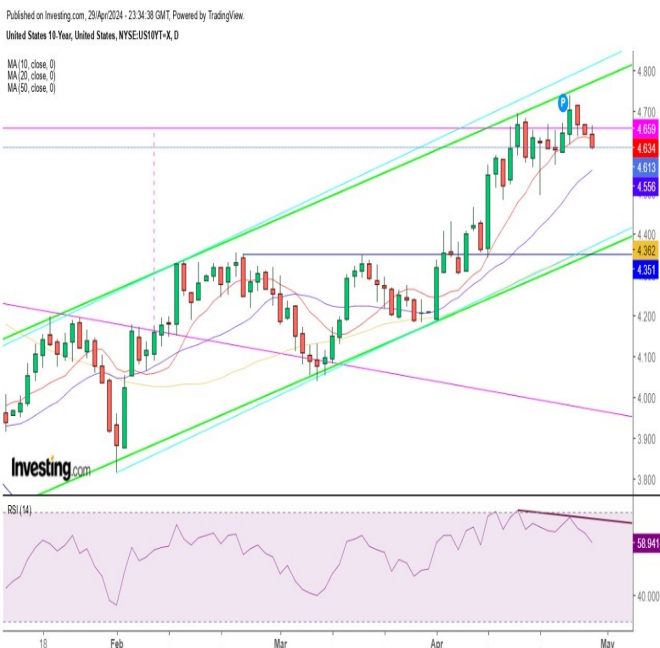 Published on Investing.com, 29/Apr/2024 - 23:34:38 GMT, Powered by TradingView.
United States 10-Year, United States, NYSE:US10YT=X, D
MA (10, close, 0)
MA (20, close, 0)
MA (50, close, 0)
4.800
P
4.700
4.659
4.634
4.613
4.556
4.400
4.362
4.351
4.200
4.100
4.000
3.900
3.800
Investing.com
RSI (14)
58.941
40.000
18
Feb
Mar
Apr
May